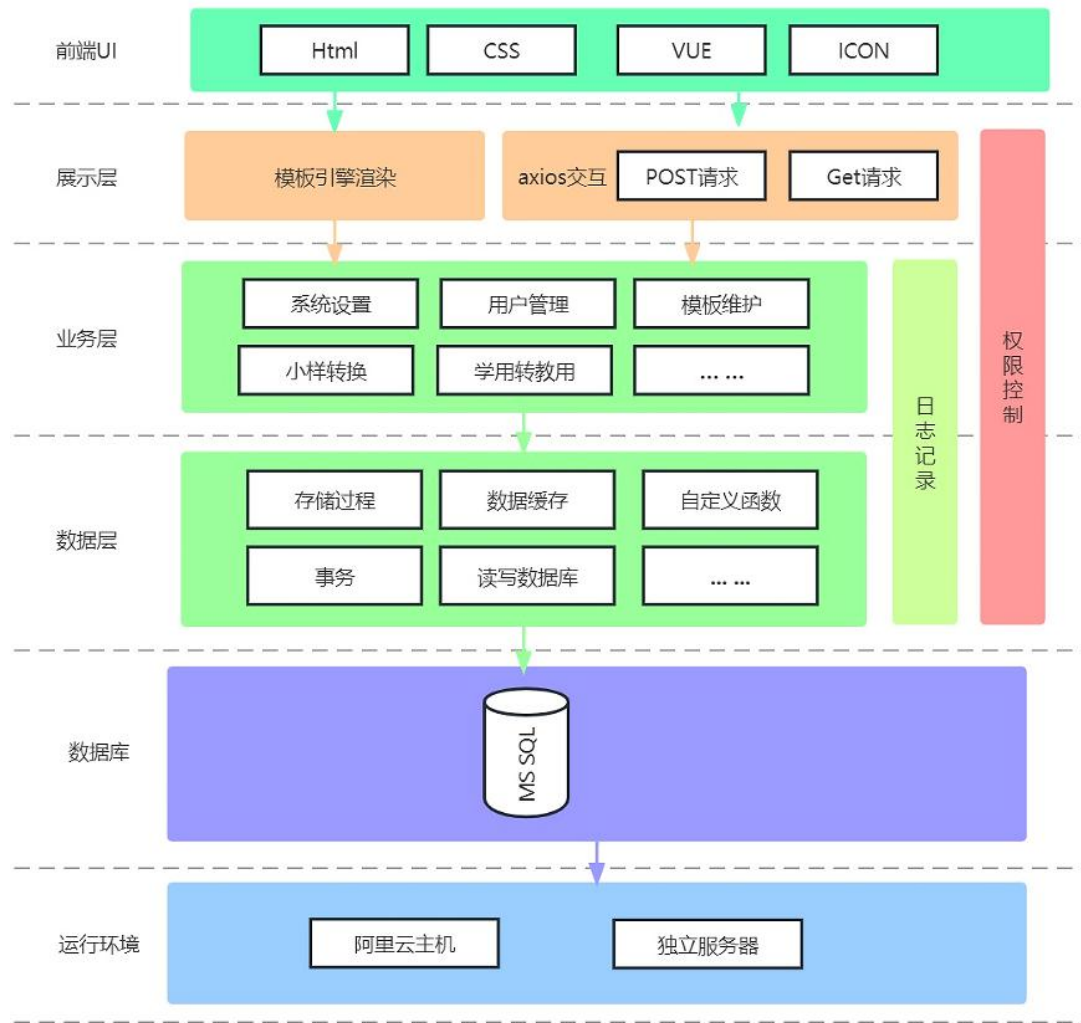 前端UI
Html
CSS
VUE
ICON
展示层
模板引擎渲染
axios交互
POST请求
Get请求
业务层
系统设置
用户管理
模板维护
小样转换
学用转教用
... ...
日志记录
权限控制
数据层
存储过程
数据缓存
自定义函数
事务
读写数据库
... ...
数据库
MS SQL
运行环境
阿里云主机
独立服务器